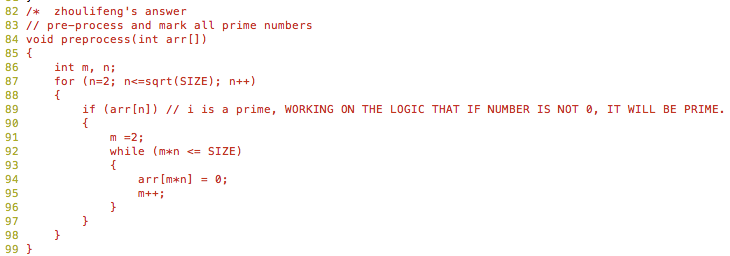 82 /*  zhoulifeng's answer
83 // pre-process and mark all prime numbers
84 void preprocess(int arr[])
85 {
86     int m, n;
87     for (n=2; n<=sqrt(SIZE); n++)
88     {
89         if (arr[n]) // i is a prime, WORKING ON THE LOGIC THAT IF NUMBER IS NOT 0, IT WILL BE PRIME.
90         {
91             m =2;
92             while (m*n <= SIZE)
93             {
94                 arr[m*n] = 0;
95                 m++;
96             }
97         }
98     }
99 }